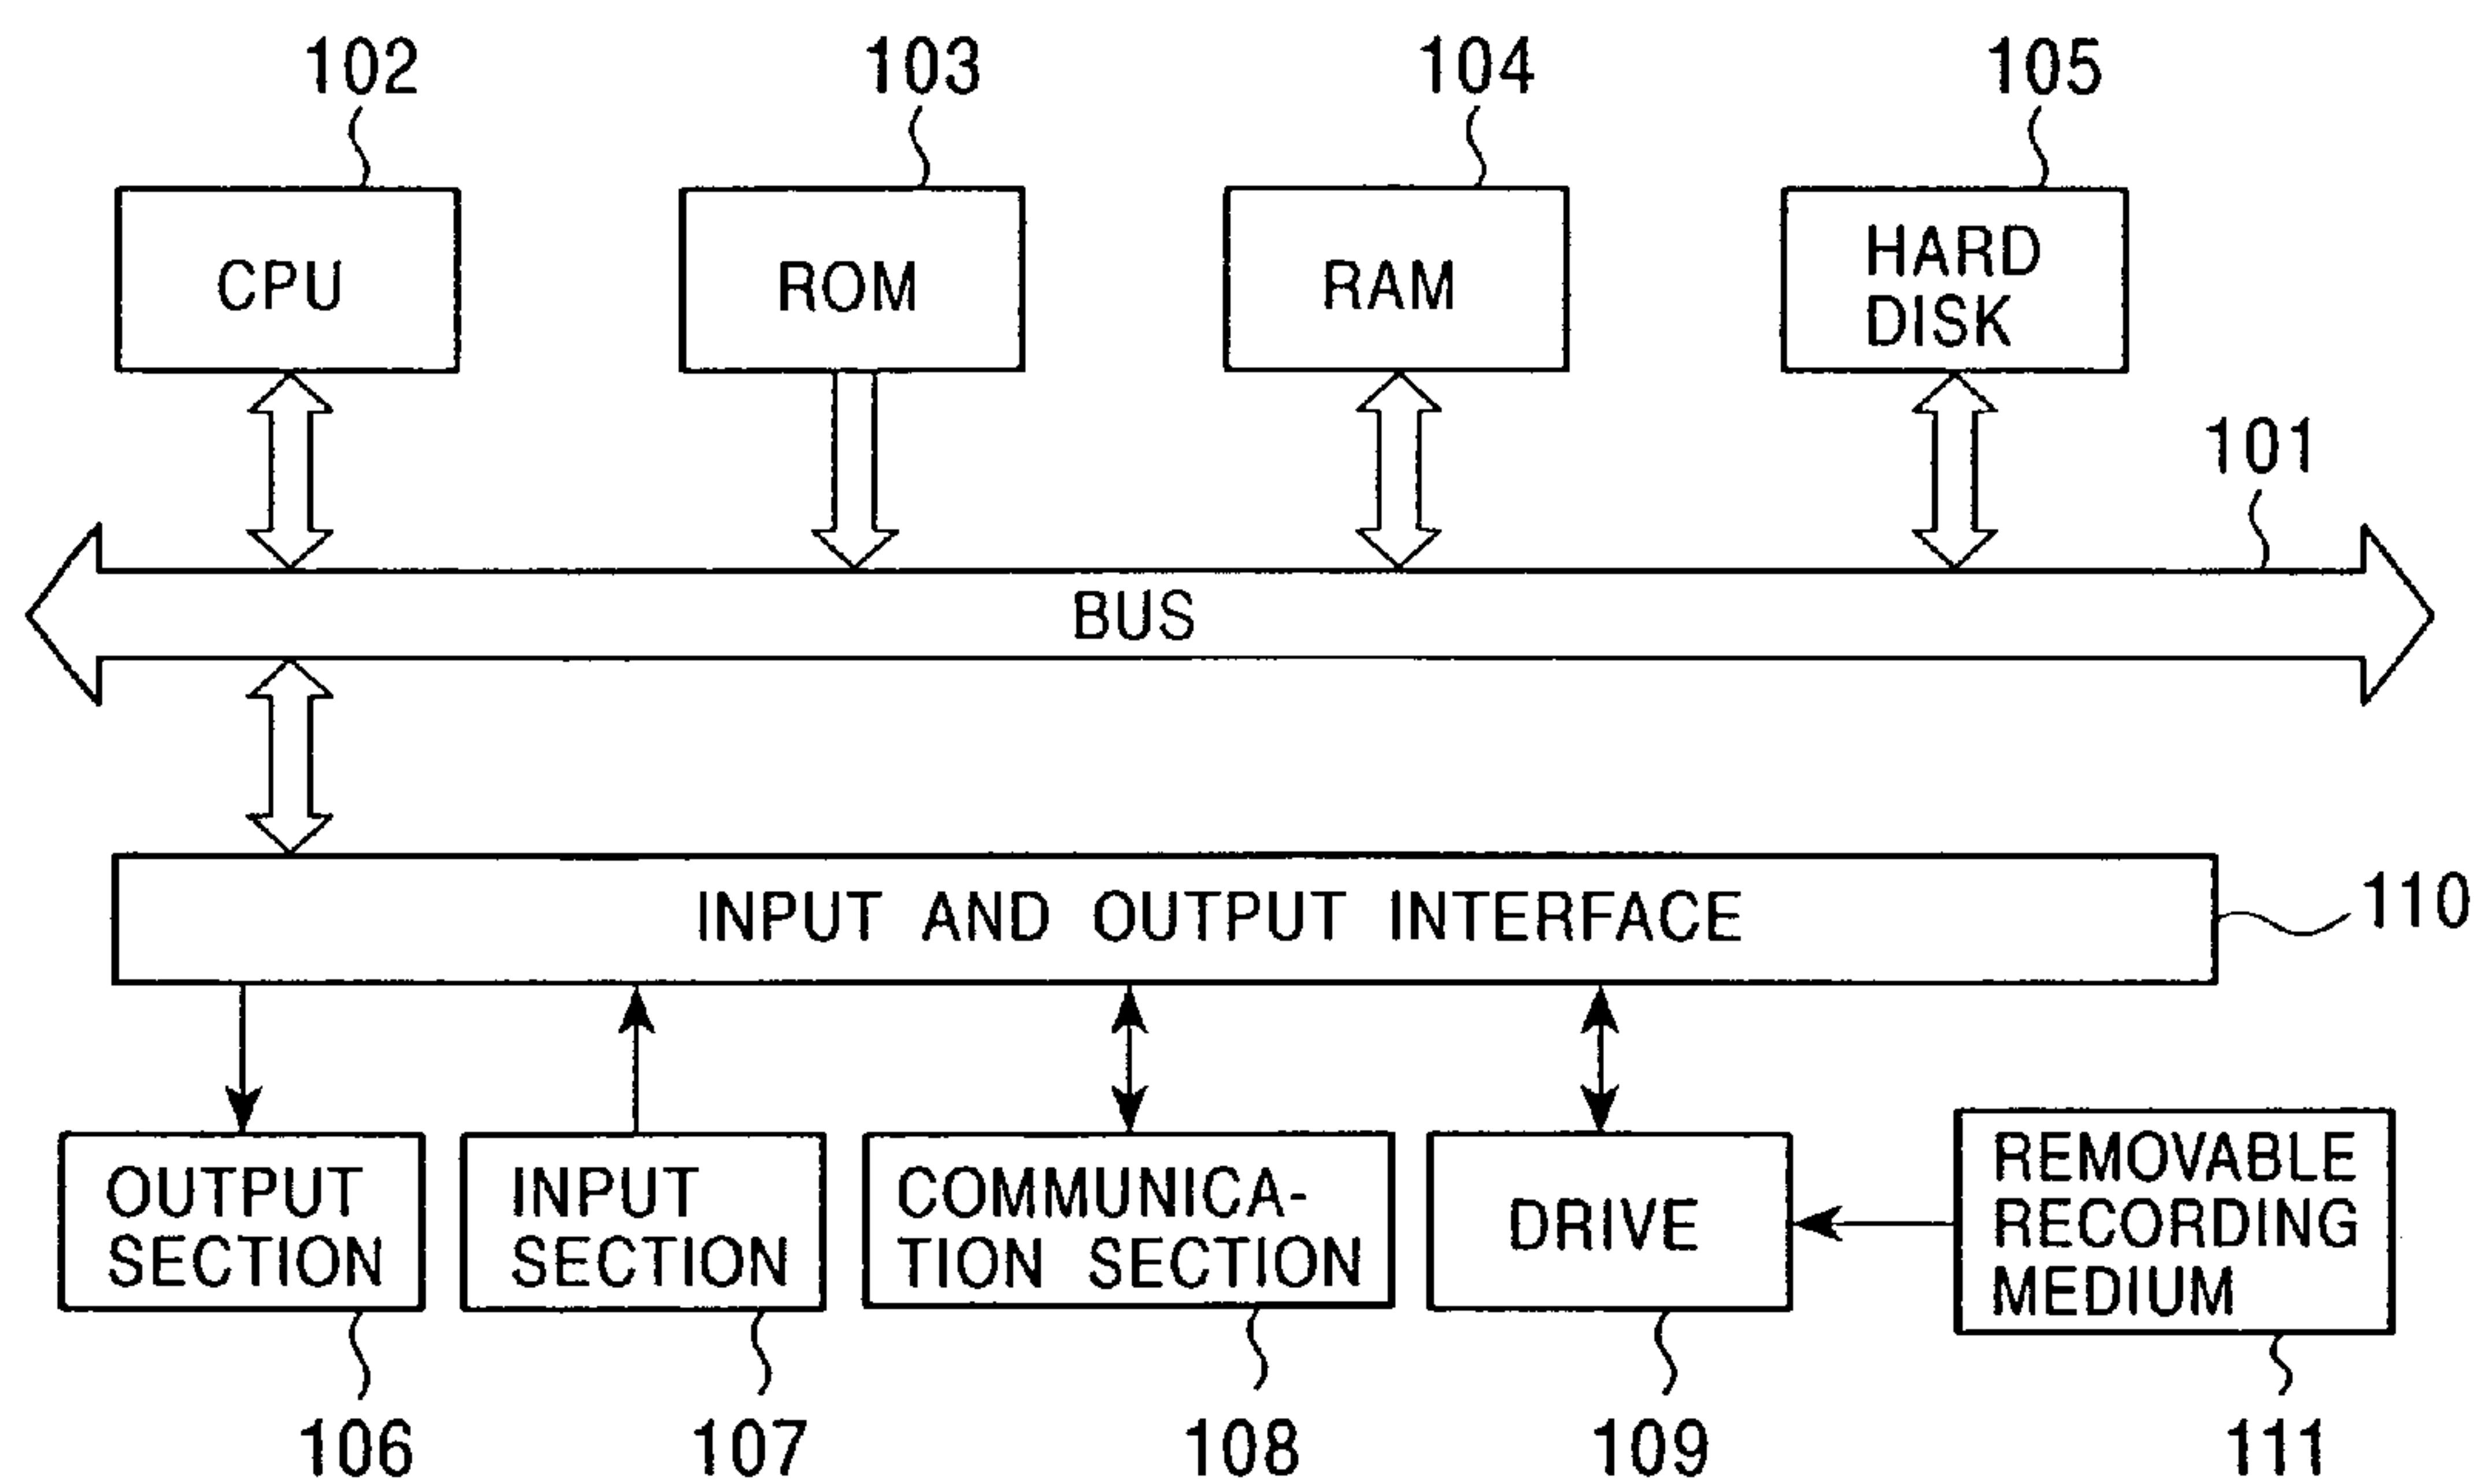 102
103
104
105
CPU
ROM
RAM
HARD
DISK
101
BUS
INPUT AND OUTPUT INTERFACE
110
OUTPUT
SECTION
INPUT
SECTION
COMMUNICA-
TION SECTION
DRIVE
REMOVABLE
RECORDING
MEDIUM
106
107
108
109
111